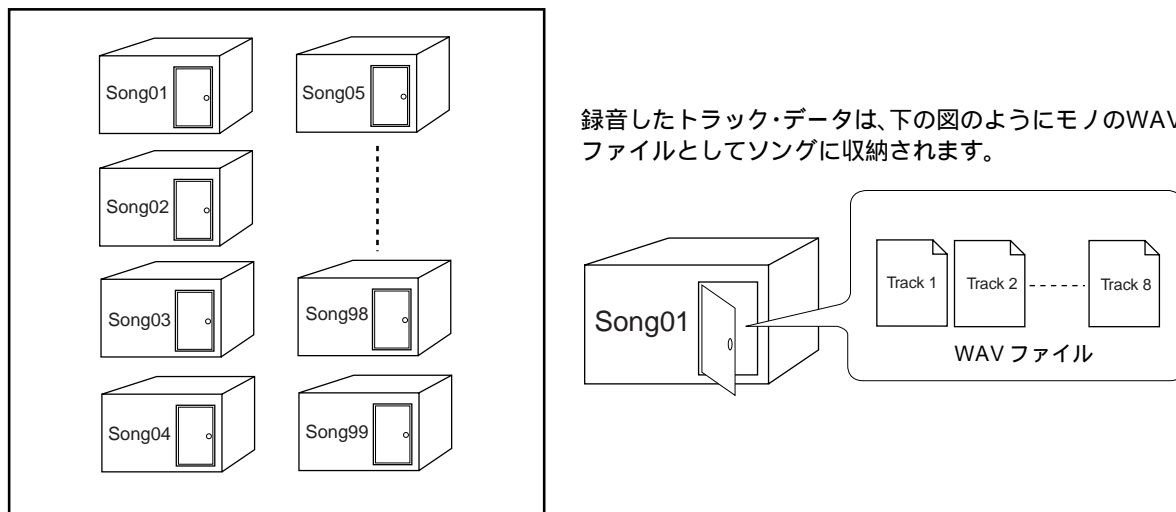 Song01
Song02
Song03
Song04
Song05
Song98
Song99
録音したトラック・データは、下の図のようにモノのWAV
ファイルとしてソングに収納されます。
Song01
Track 1
Track 2
Track 8
WAV ファイル